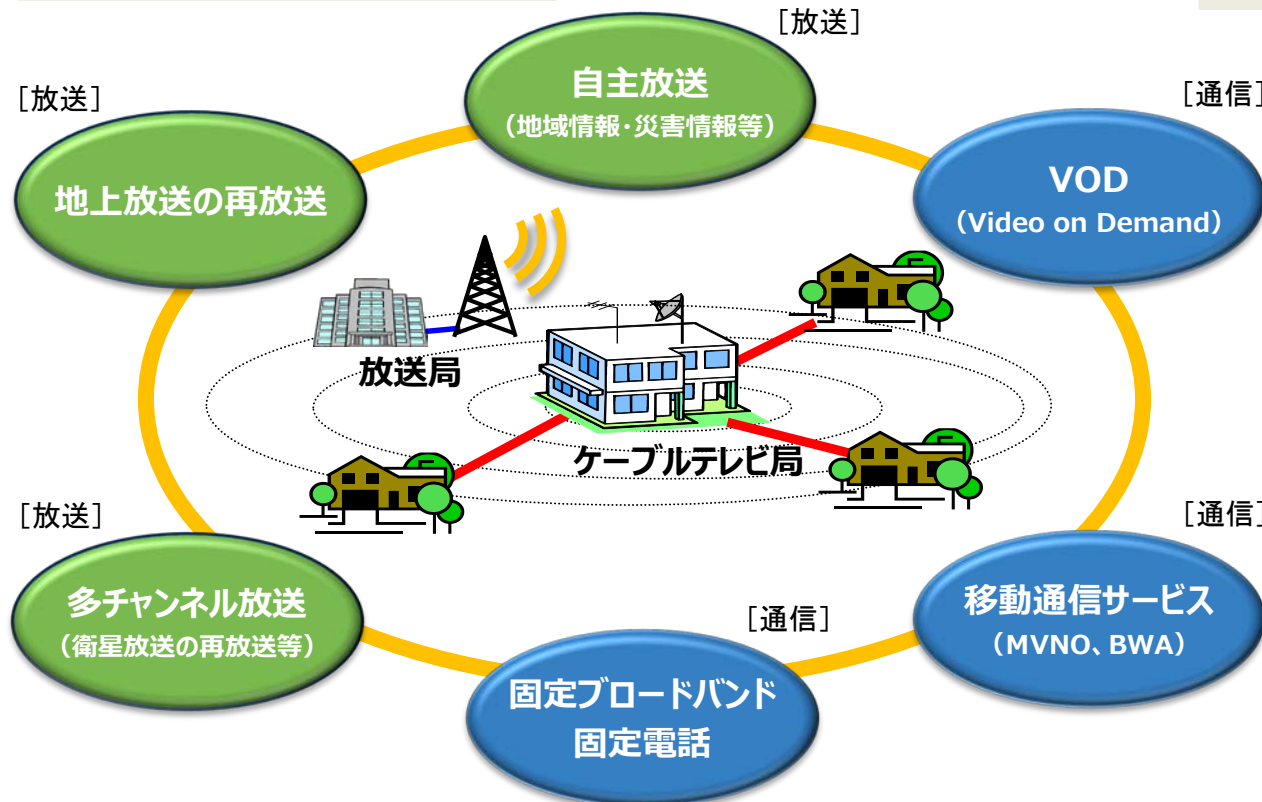 ［放送］
自主放送
（地域情報・災害情報等）
［放送］
地上放送の再放送
［通信］
VOD
（Video on Demand）
放送局
ケーブルテレビ局
［放送］
多チャンネル放送
（衛星放送の再放送等）
［通信］
固定ブロードバンド
固定電話
［通信］
移動通信サービス
（MVNO、BWA）